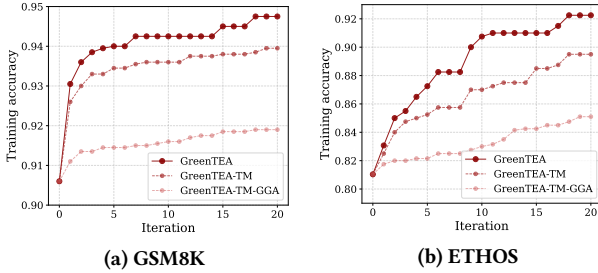 0.95
0.94
0.93
0.92
0.91
0.90
Training accuracy
GreenTEA
GreenTEA-TM
GreenTEA-TM-GGA
0 5 10 15 20
Iteration
(a) GSM8K
0.92
0.90
0.88
0.86
0.84
0.82
0.80
Training accuracy
GreenTEA
GreenTEA-TM
GreenTEA-TM-GGA
0 5 10 15 20
Iteration
(b) ETHOS